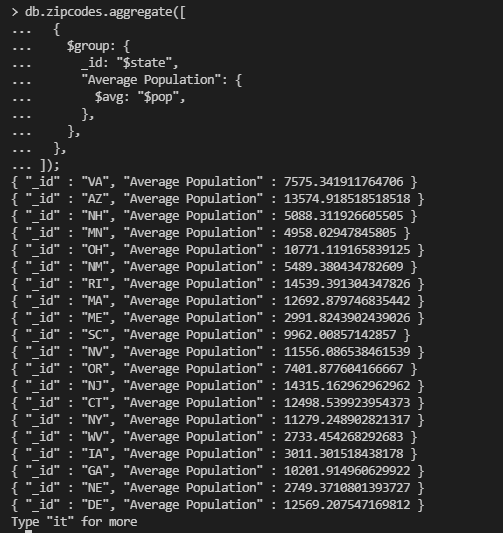 > db.zipcodes.aggregate([
...   {
...     $group: {
...       _id: "$state",
...       "Average Population": {
...         $avg: "$pop",
...       },
...     },
...   },
... ]);
{ "_id" : "VA", "Average Population" : 7575.341911764706 }
{ "_id" : "AZ", "Average Population" : 13574.918518518518 }
{ "_id" : "NH", "Average Population" : 5088.311926605505 }
{ "_id" : "MN", "Average Population" : 4958.02947845805 }
{ "_id" : "OH", "Average Population" : 10771.119165839125 }
{ "_id" : "NM", "Average Population" : 5489.380434782609 }
{ "_id" : "RI", "Average Population" : 14539.391304347826 }
{ "_id" : "MA", "Average Population" : 12692.879746835442 }
{ "_id" : "ME", "Average Population" : 2991.8243902439026 }
{ "_id" : "SC", "Average Population" : 9962.00857142857 }
{ "_id" : "NV", "Average Population" : 11556.086538461539 }
{ "_id" : "OR", "Average Population" : 7401.877604166667 }
{ "_id" : "NJ", "Average Population" : 14315.162962962962 }
{ "_id" : "CT", "Average Population" : 12498.539923954373 }
{ "_id" : "NY", "Average Population" : 11279.248902821317 }
{ "_id" : "WV", "Average Population" : 2733.454268292683 }
{ "_id" : "IA", "Average Population" : 3011.301518438178 }
{ "_id" : "GA", "Average Population" : 10201.914960629922 }
{ "_id" : "NE", "Average Population" : 2749.3710801393727 }
{ "_id" : "DE", "Average Population" : 12569.207547169812 }
Type "it" for more